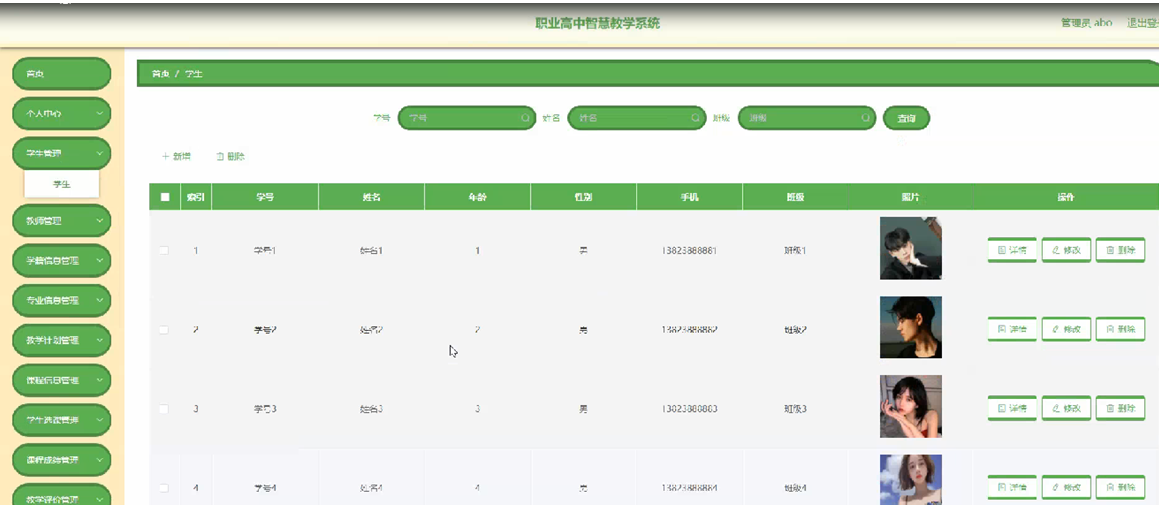 职业高中智慧教学系统
管理员 abo 退出登
首页
个人中心
学生管理
学生
教师管理
学籍信息管理
专业信息管理
教学计划管理
课程信息管理
学生选课管理
课程成绩管理
教学评价管理
首页 / 学生
学号 学号 姓名 姓名 班级 班级 查询
+ 新增 删除
索引 学号 姓名 年龄 性别 手机 班级 照片 操作
1 学号1 姓名1 1 男 13823888881 班级1 详情 修改 删除
2 学号2 姓名2 2 男 13823888882 班级2 详情 修改 删除
3 学号3 姓名3 3 男 13823888883 班级3 详情 修改 删除
4 学号4 姓名4 4 男 13823888884 班级4 详情 修改 删除